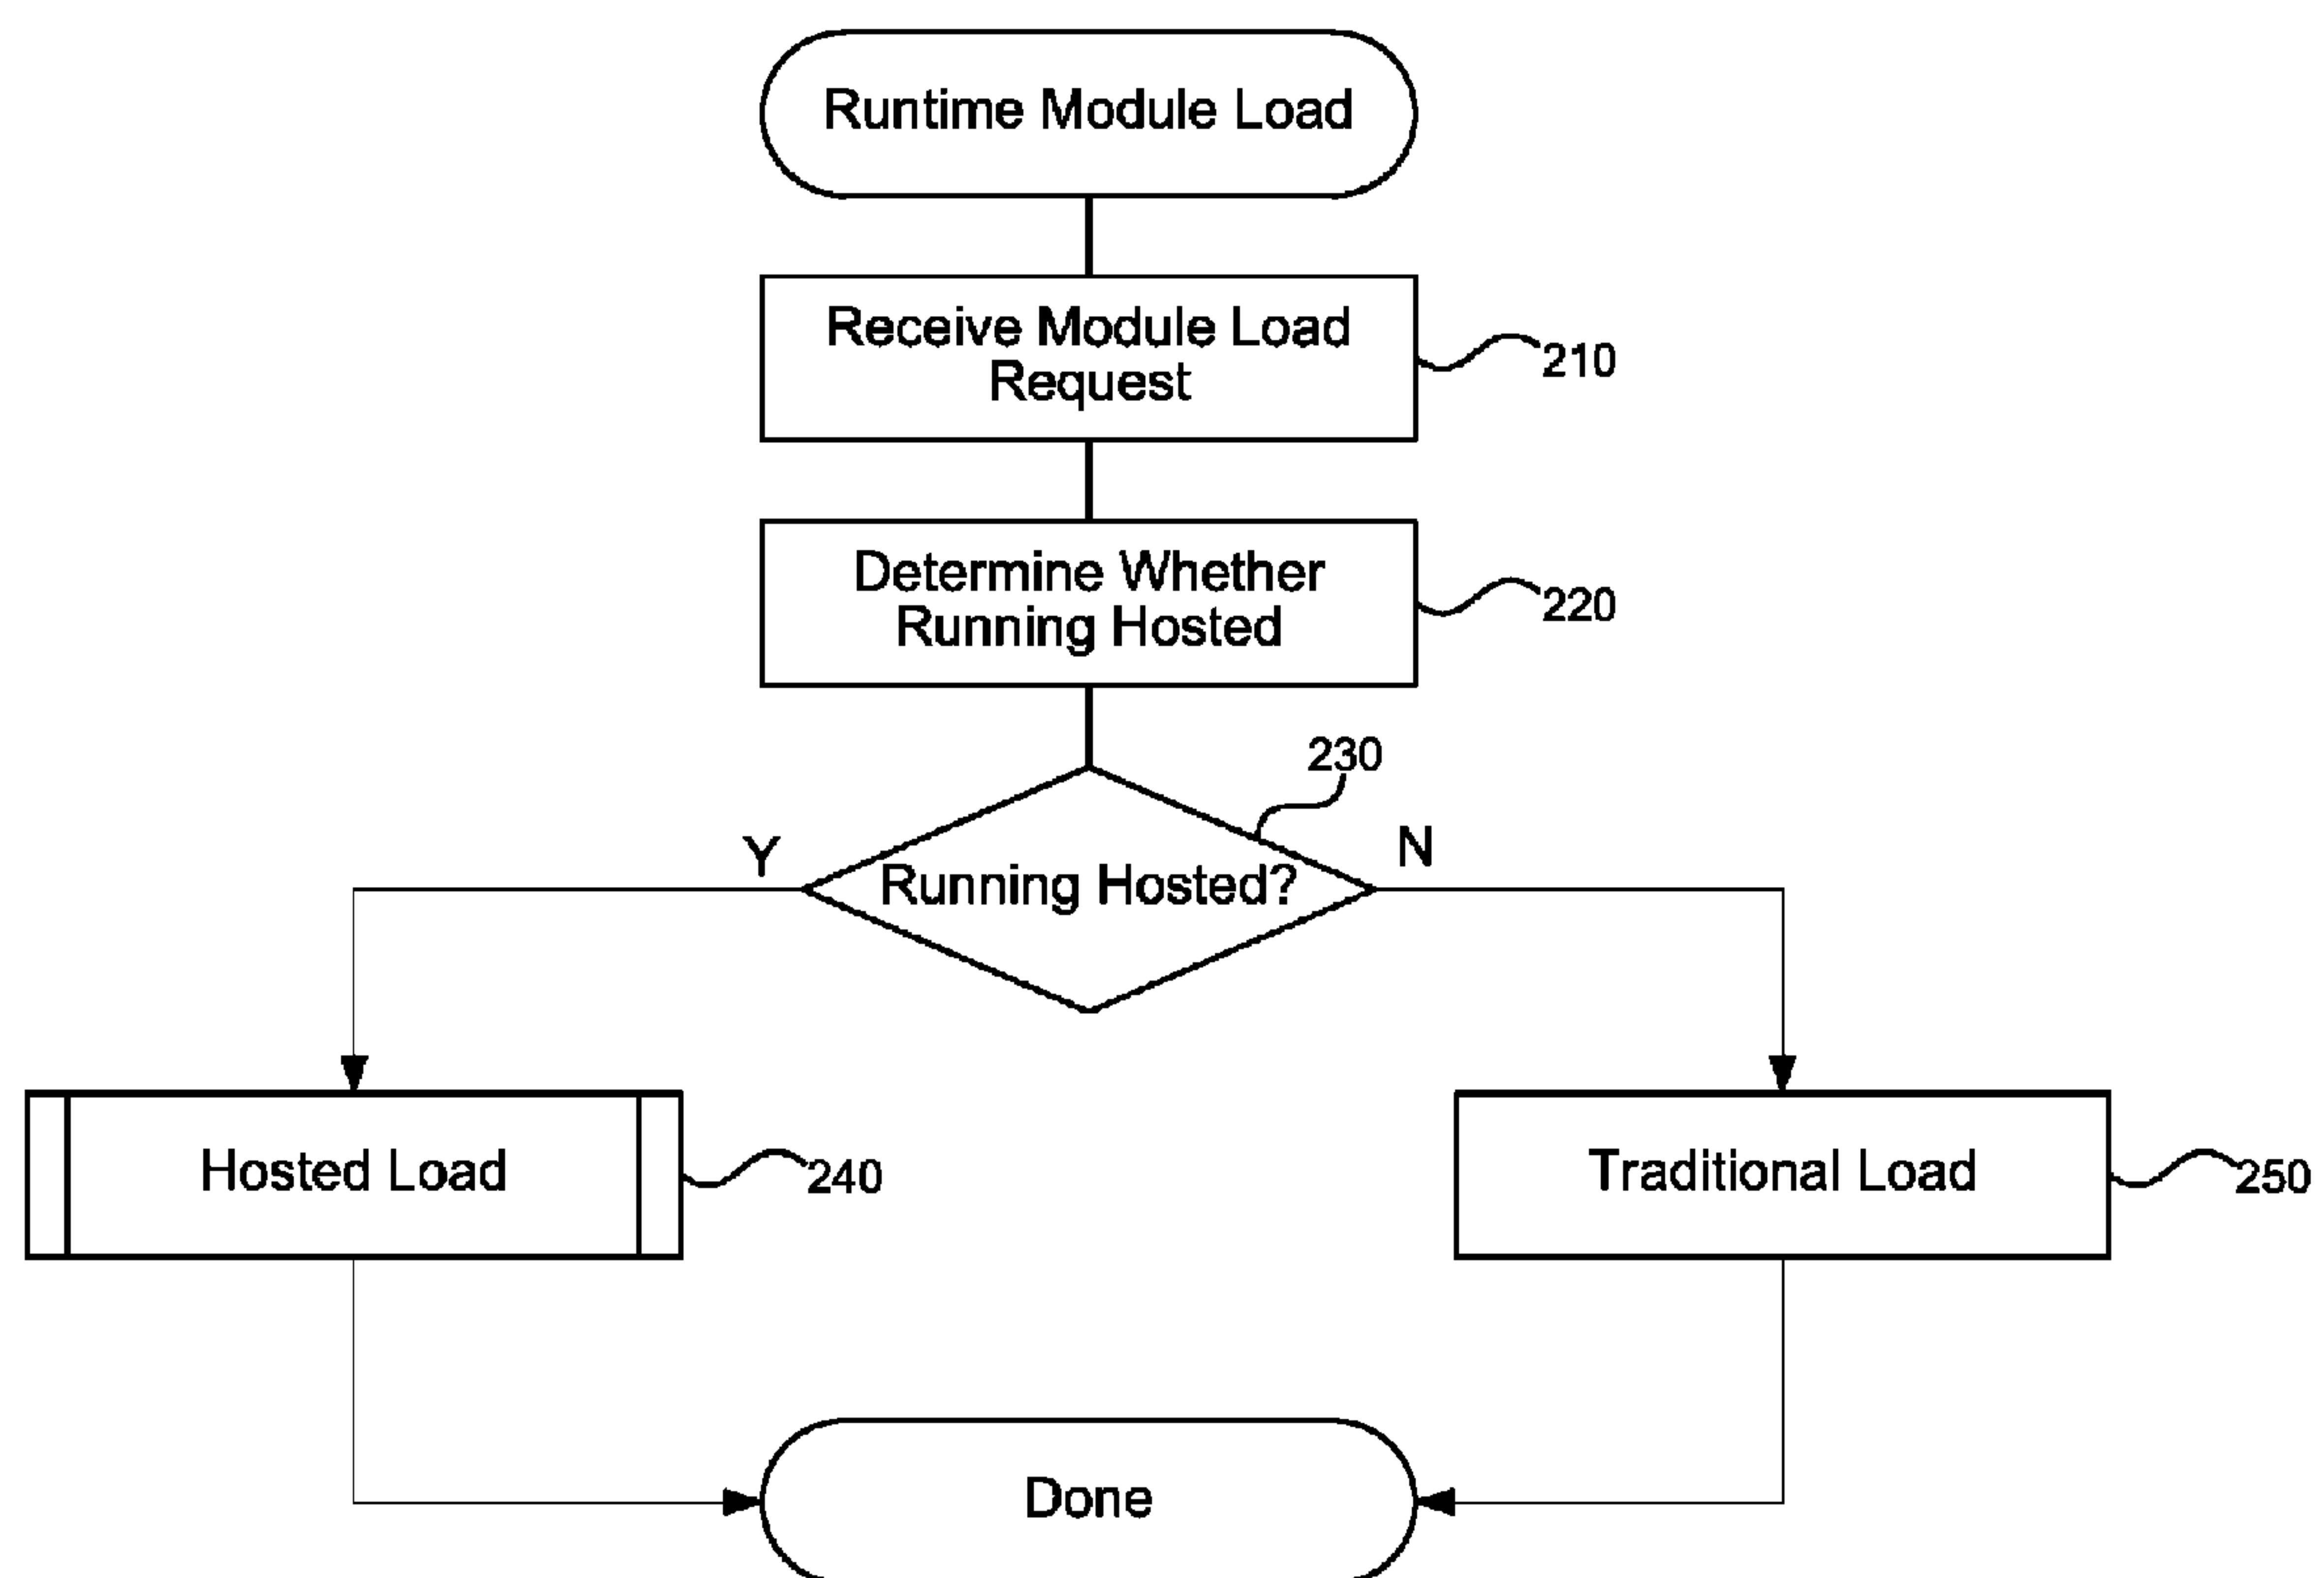 Runtime Module Load
Receive Module Load
Request
210
Determine Whether
Running Hosted
220
230
Y
N
Running Hosted?
Hosted Load
240
Traditional Load
250
Done